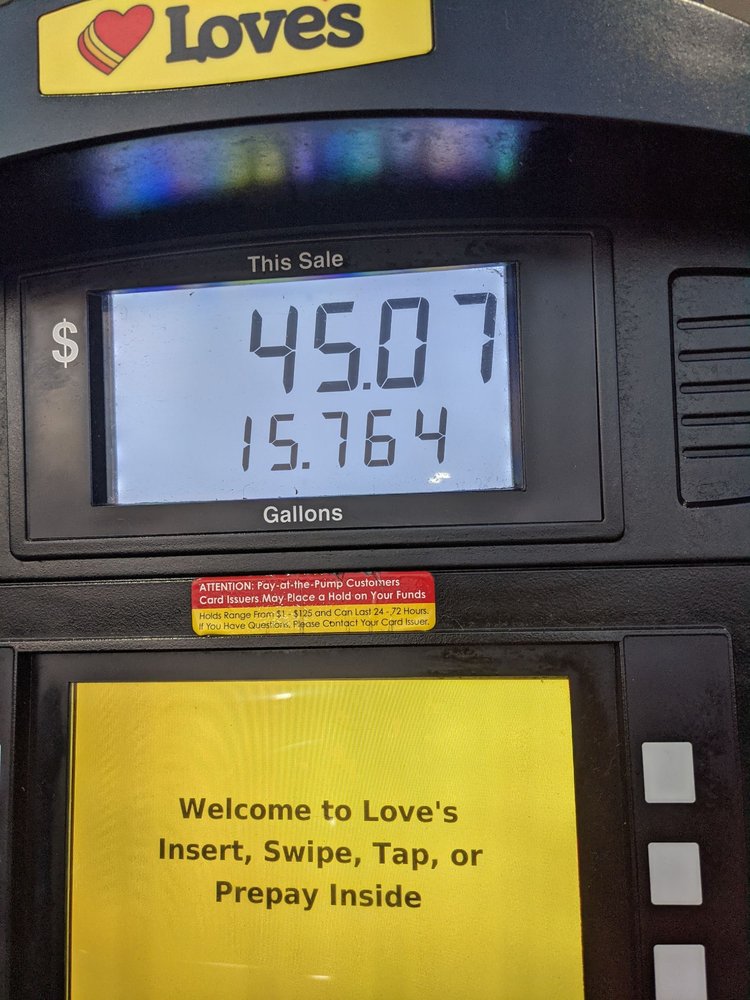 Love's
This Sale
$ 45.07
15.764
Gallons
ATTENTION: Pay-at-the-Pump Customers
Card Issuers May Place a Hold on Your Funds
Holds Range From $1 - $125 and Can Last 24 - 72 Hours.
If You Have Questions, Please Contact Your Card Issuer.
Welcome to Love's
Insert, Swipe, Tap, or
Prepay Inside